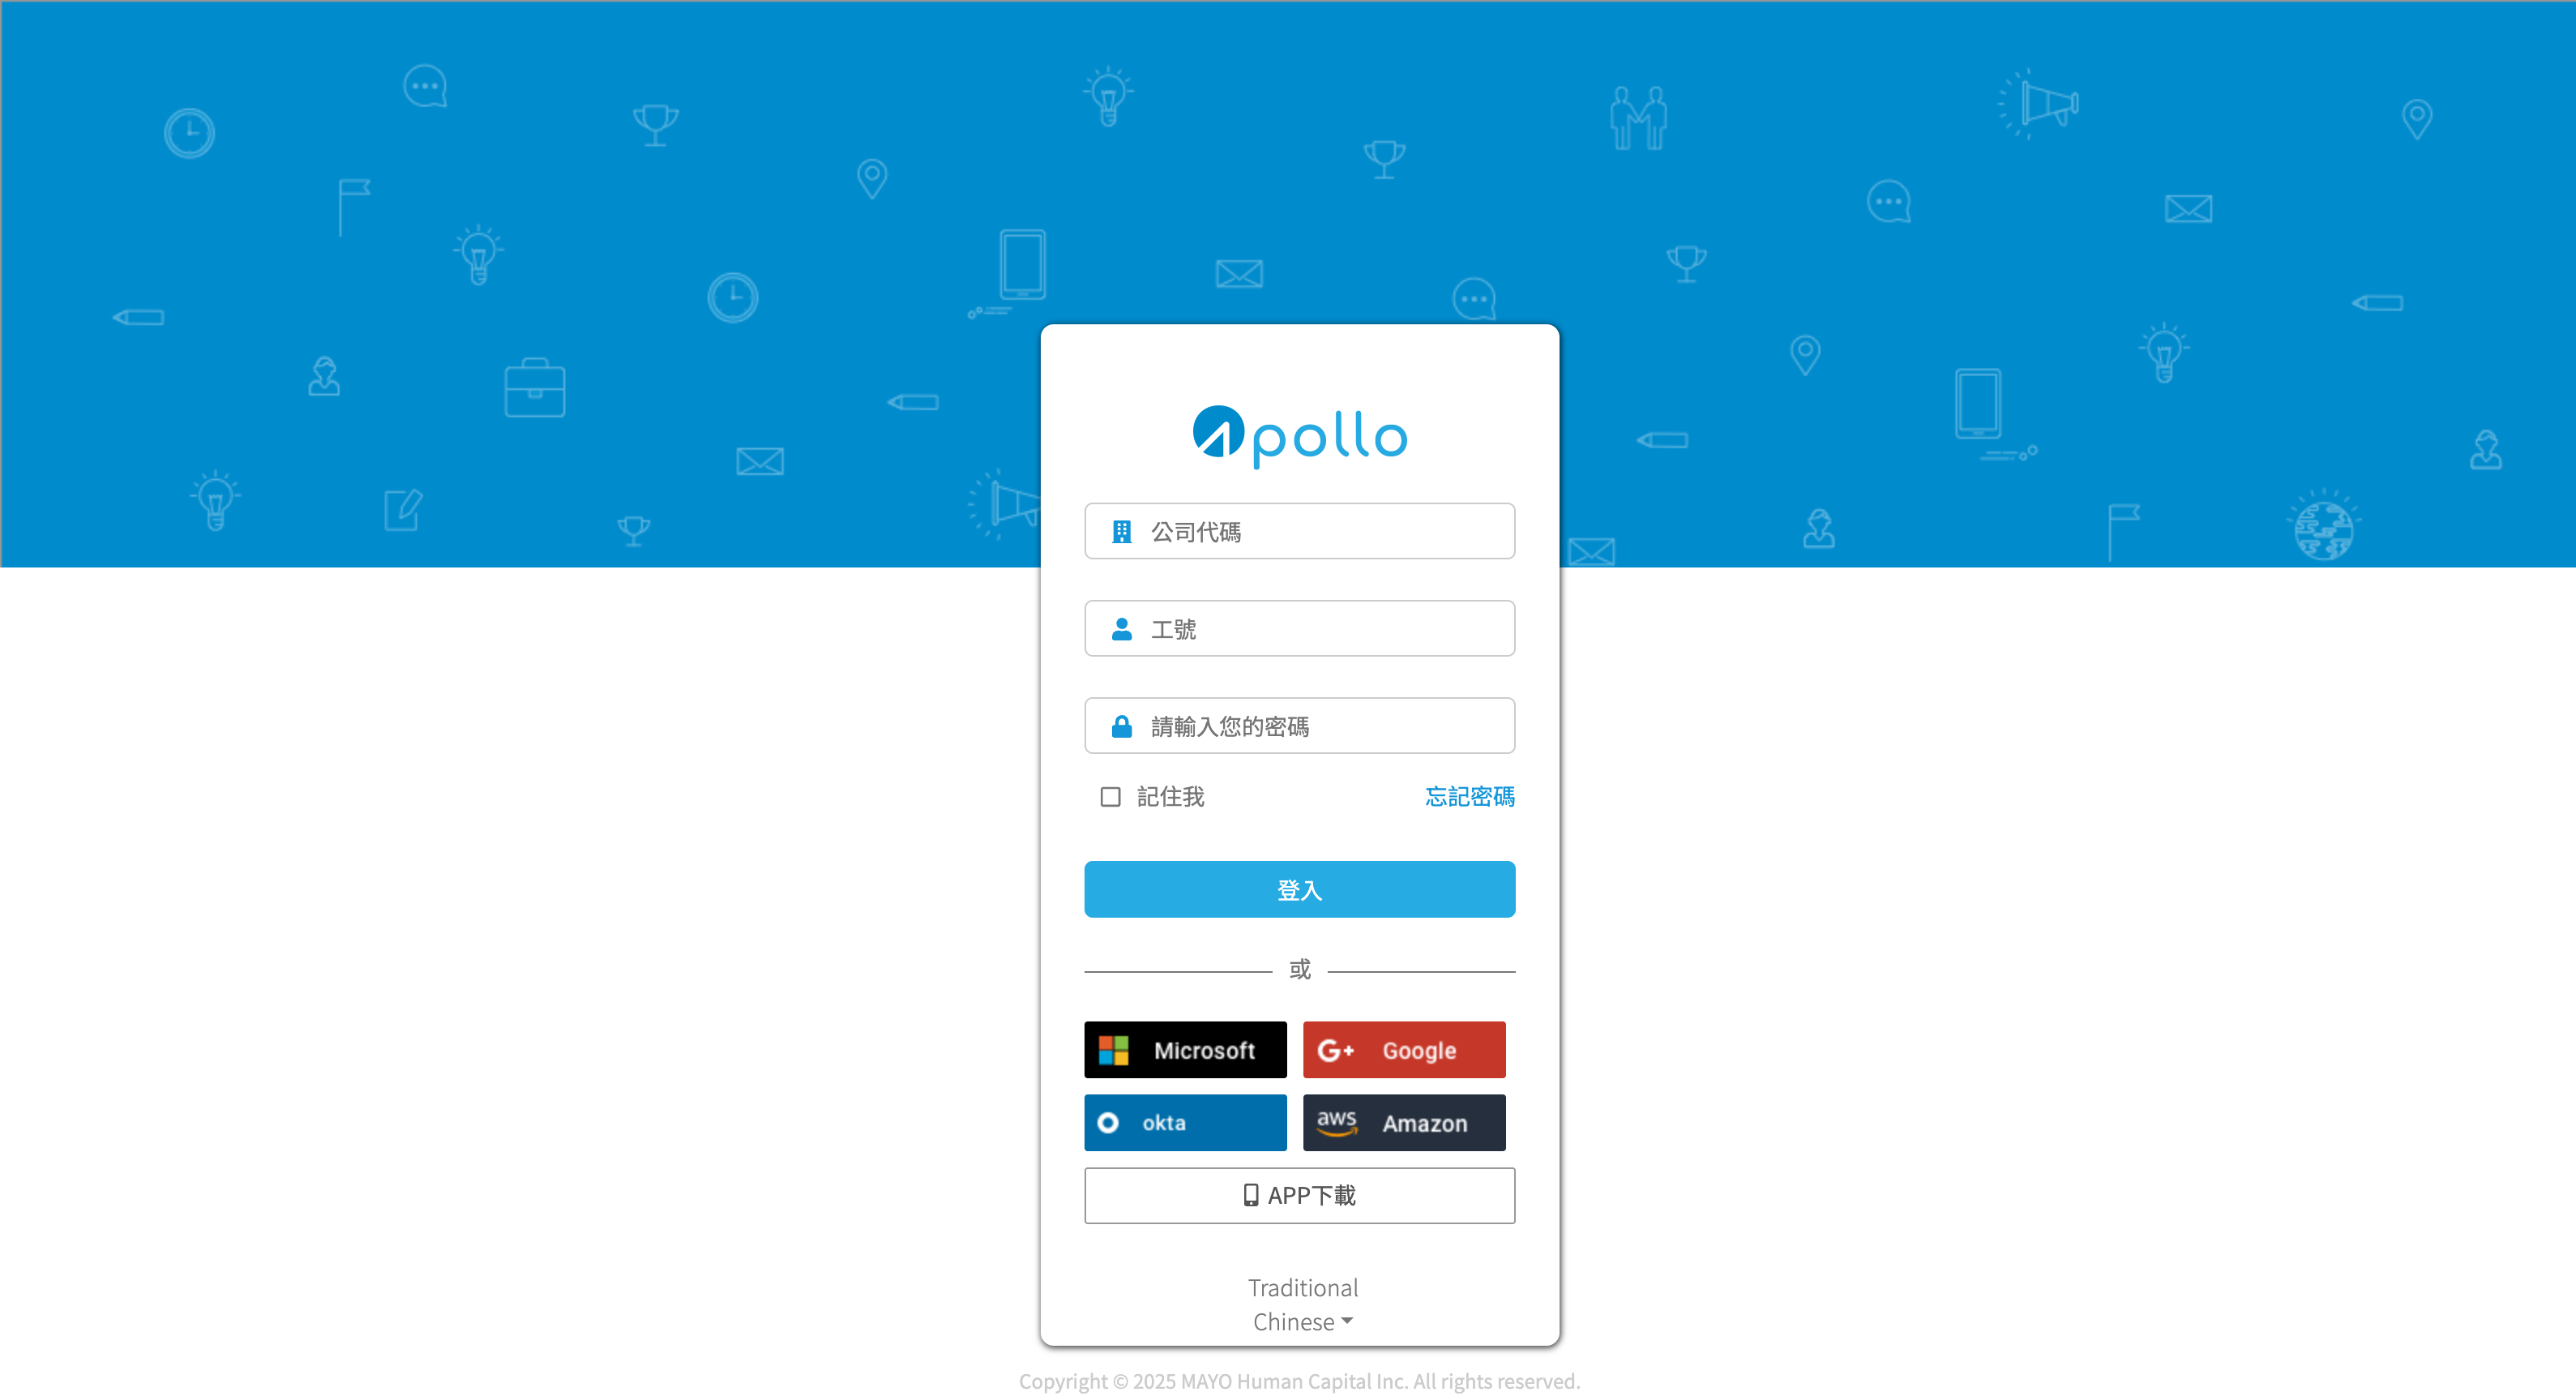 Apollo
公司代碼
工號
請輸入您的密碼
記住我 忘記密碼
登入
或
Microsoft
G+ Google
okta
aws Amazon
APP下載
Traditional
Chinese
Copyright © 2025 MAYO Human Capital Inc. All rights reserved.